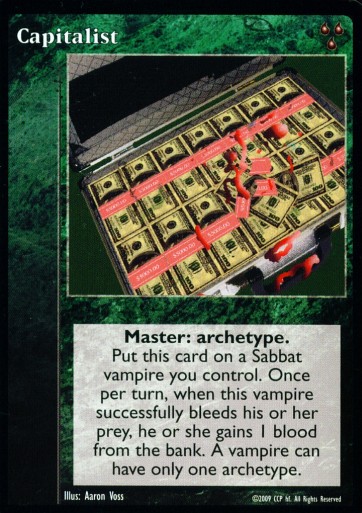 Capitalist
Master: archetype.
Put this card on a Sabbat
vampire you control. Once
per turn, when this vampire
successfully bleeds his or her
prey, he or she gains 1 blood
from the bank. A vampire can
have only one archetype.
Illus: Aaron Voss
©2009 CCP hf. All Rights Reserved